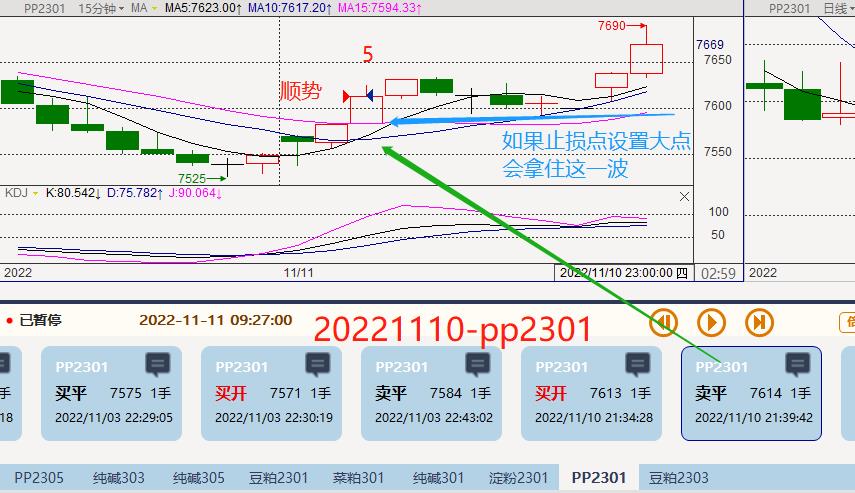 PP2301 15分钟 MA MA5:7623.00↑ MA10:7617.20↑ MA15:7594.33↑
PP2301 日线
7690
7669
7650
7600
7550
5
顺势
如果止损点设置大点
会拿住这一波
7525
KDJ K:80.542↓ D:75.782↑ J:90.064↓
100
50
2022 11/11 2022/11/10 23:00:00 四 02:59 2022
已暂停 2022-11-11 09:27:00
20221110-pp2301
手
18
PP2301
买平 7575 1手
2022/11/03 22:29:05
PP2301
买开 7571 1手
2022/11/03 22:30:19
PP2301
卖平 7584 1手
2022/11/03 22:43:02
PP2301
买开 7613 1手
2022/11/10 21:34:28
PP2301
卖平 7614 1手
2022/11/10 21:39:42
PP2305 纯碱303 纯碱305 豆粕2301 菜粕301 纯碱301 淀粉2301 PP2301 豆粕2303